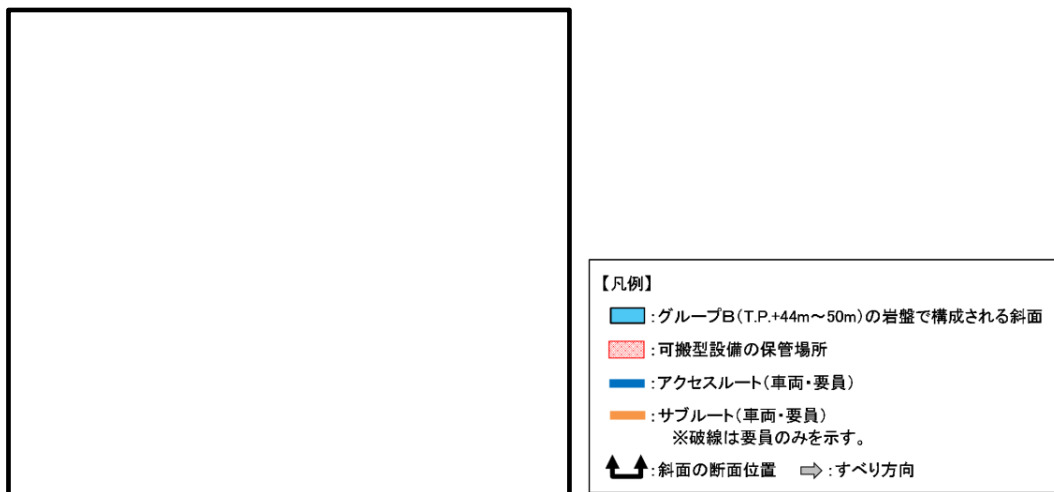 【凡例】
：グループB（T.P.+44m～50m）の岩盤で構成される斜面
：可搬型設備の保管場所
：アクセスルート（車両・要員）
：サブルート（車両・要員）
※破線は要員のみを示す。
：斜面の断面位置　：すべり方向